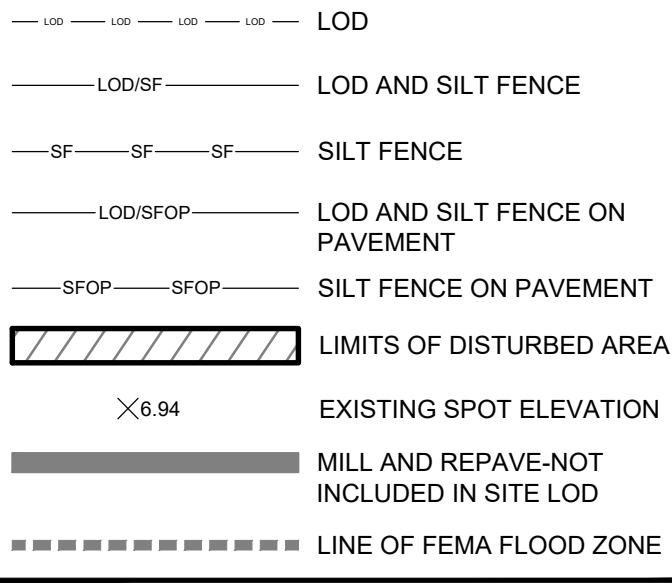 LOD LOD LOD LOD LOD
LOD/SF LOD AND SILT FENCE
SF SF SF SILT FENCE
LOD/SFOP LOD AND SILT FENCE ON
PAVEMENT
SFOP SFOP SILT FENCE ON PAVEMENT
LIMITS OF DISTURBED AREA
6.94 EXISTING SPOT ELEVATION
MILL AND REPAVE-NOT
INCLUDED IN SITE LOD
LINE OF FEMA FLOOD ZONE